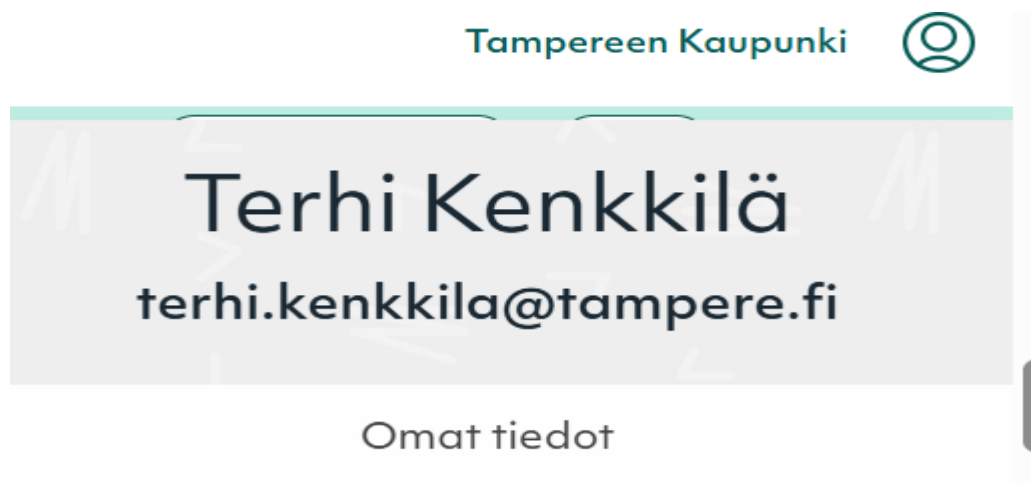 Tampereen Kaupunki
Terhi Kenkkilä
terhi.kenkkila@tampere.fi
Omat tiedot